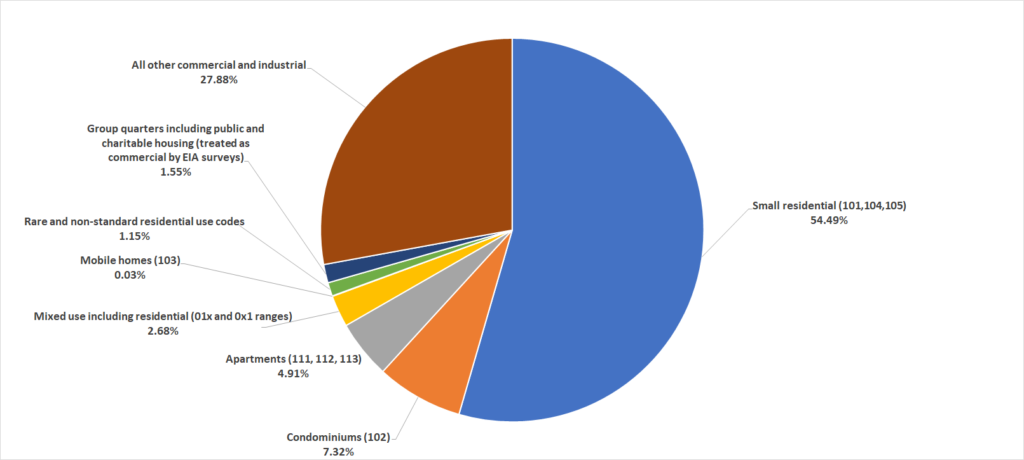 All other commercial and industrial
27.88%
Group quarters including public and
charitable housing (treated as
commercial by EIA surveys)
1.55%
Small residential (101,104,105)
54.49%
Rare and non-standard residential use codes
1.15%
Mobile homes (103)
0.03%
Mixed use including residential (01x and 0x1 ranges)
2.68%
Apartments (111, 112, 113)
4.91%
Condominiums (102)
7.32%